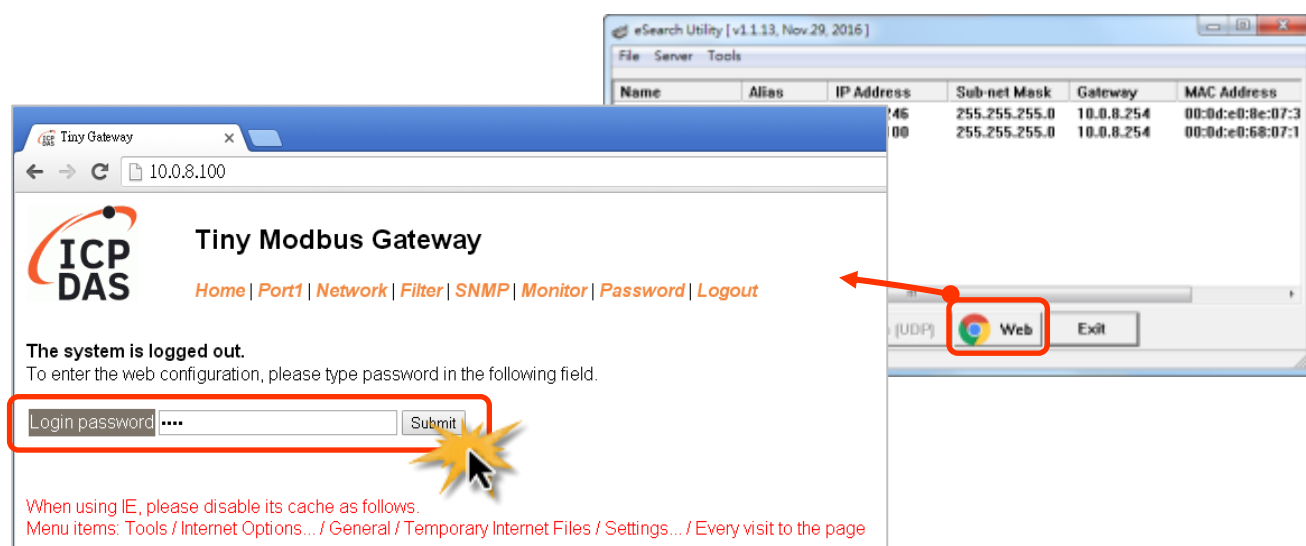 eSearch Utility [ v1.1.13, Nov.29, 2016 ]
File Server Tools
Name Alias IP Address Sub-net Mask Gateway MAC Address
246 255.255.255.0 10.0.8.254 00:0d:e0:8e:07:3
100 255.255.255.0 10.0.8.254 00:0d:e0:68:07:1
(UDP) Web Exit
Tiny Gateway
10.0.8.100
ICP
DAS
Tiny Modbus Gateway
Home | Port1 | Network | Filter | SNMP | Monitor | Password | Logout
The system is logged out.
To enter the web configuration, please type password in the following field.
Login password •••• Submit
When using IE, please disable its cache as follows.
Menu items: Tools / Internet Options... / General / Temporary Internet Files / Settings... / Every visit to the page